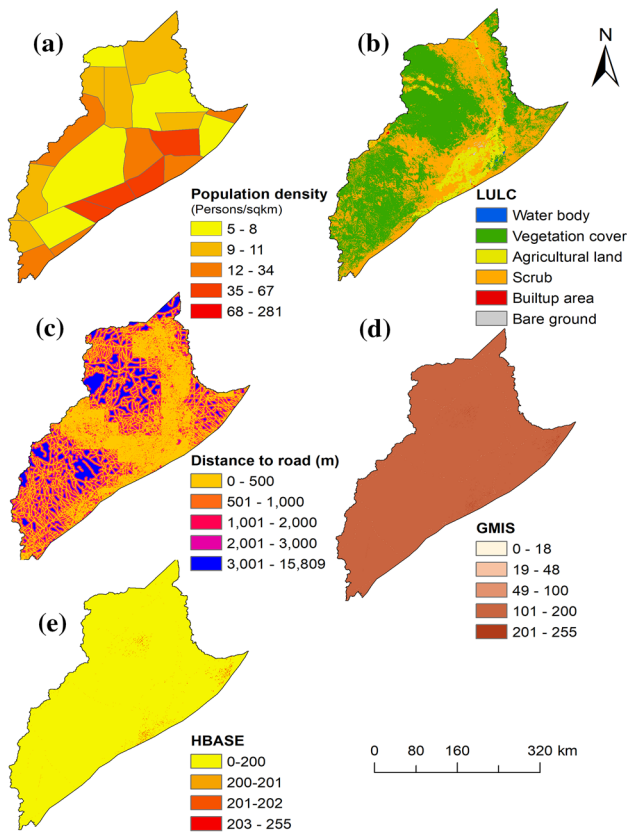 (a)
Population density
(Persons/sqkm)
5 - 8
9 - 11
12 - 34
35 - 67
68 - 281
(b)
N
LULC
Water body
Vegetation cover
Agricultural land
Scrub
Builtup area
Bare ground
(c)
Distance to road (m)
0 - 500
501 - 1,000
1,001 - 2,000
2,001 - 3,000
3,001 - 15,809
(d)
GMIS
0 - 18
19 - 48
49 - 100
101 - 200
201 - 255
(e)
HBASE
0-200
200-201
201-202
203 - 255
0 80 160 320 km